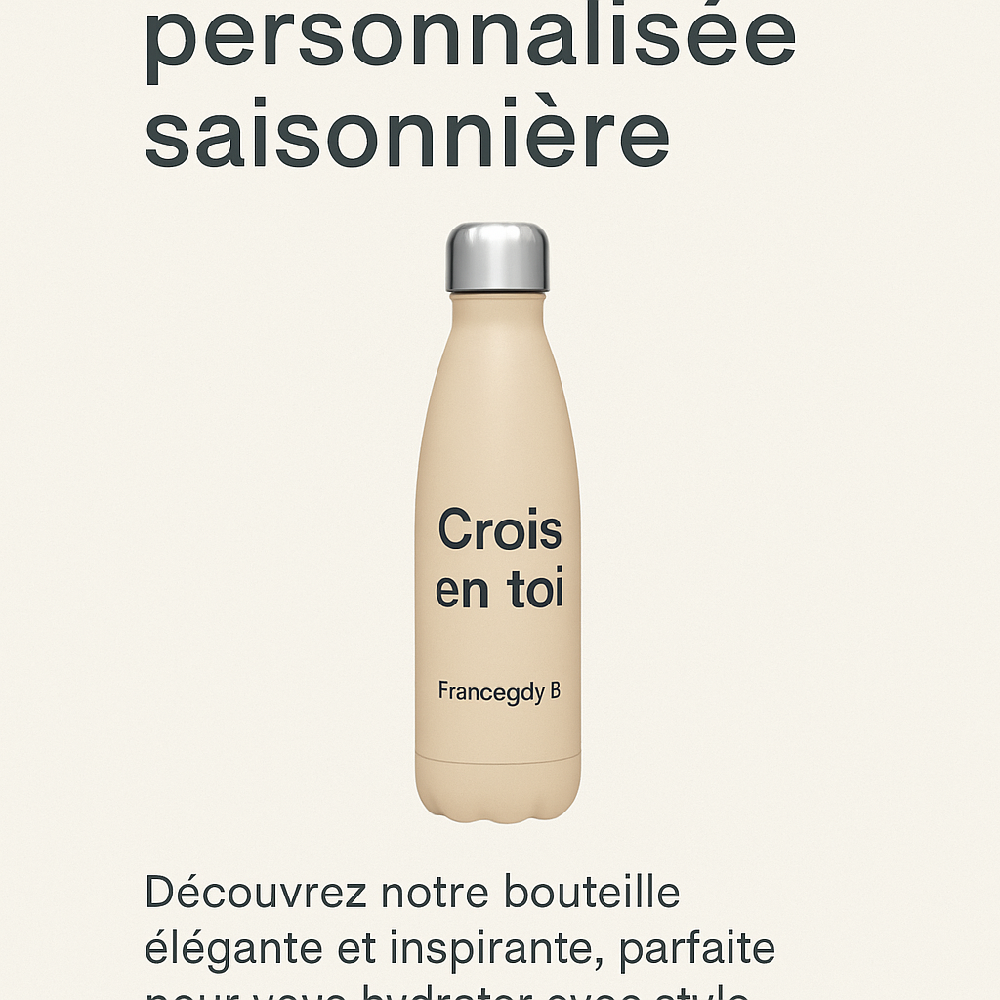 personnalisée
saisonnière
Crois
en toi
Francegdy B
Découvrez notre bouteille
élégante et inspirante, parfaite